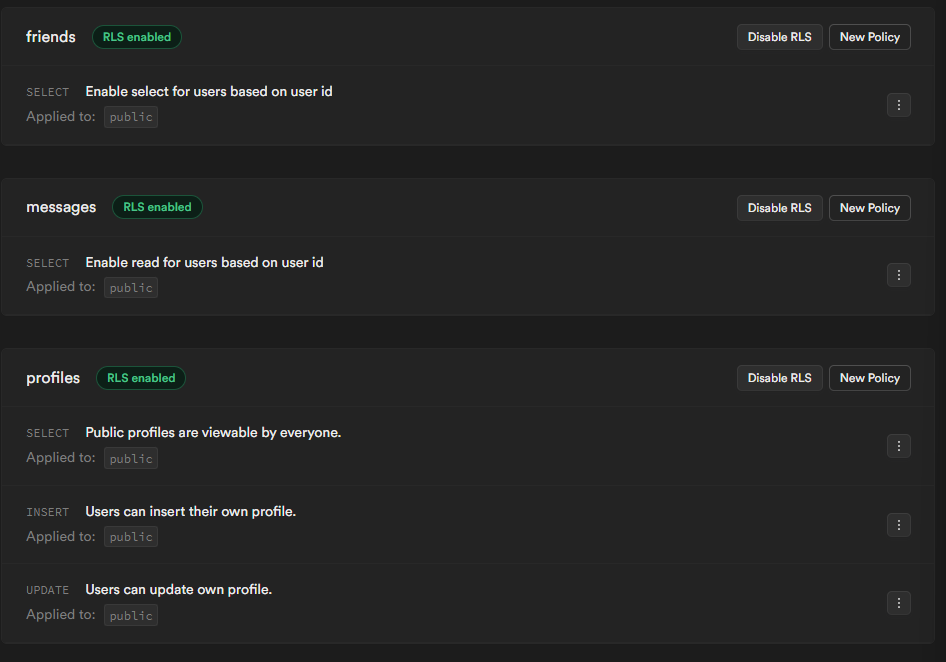 friends RLS enabled Disable RLS New Policy
SELECT Enable select for users based on user id
Applied to: public
messages RLS enabled Disable RLS New Policy
SELECT Enable read for users based on user id
Applied to: public
profiles RLS enabled Disable RLS New Policy
SELECT Public profiles are viewable by everyone.
Applied to: public
INSERT Users can insert their own profile.
Applied to: public
UPDATE Users can update own profile.
Applied to: public